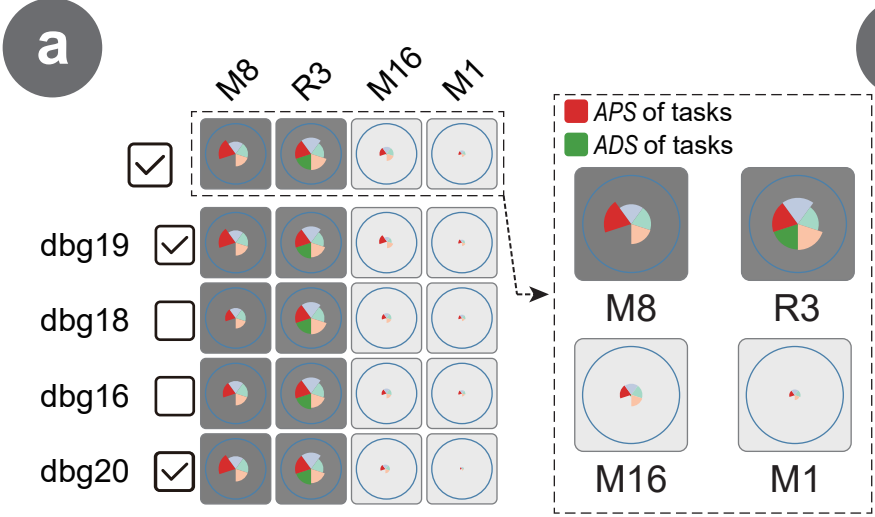 a
M8 R3 M16 M1
APS of tasks
ADS of tasks
dbg19
dbg18
dbg16
dbg20
M8 R3
M16 M1